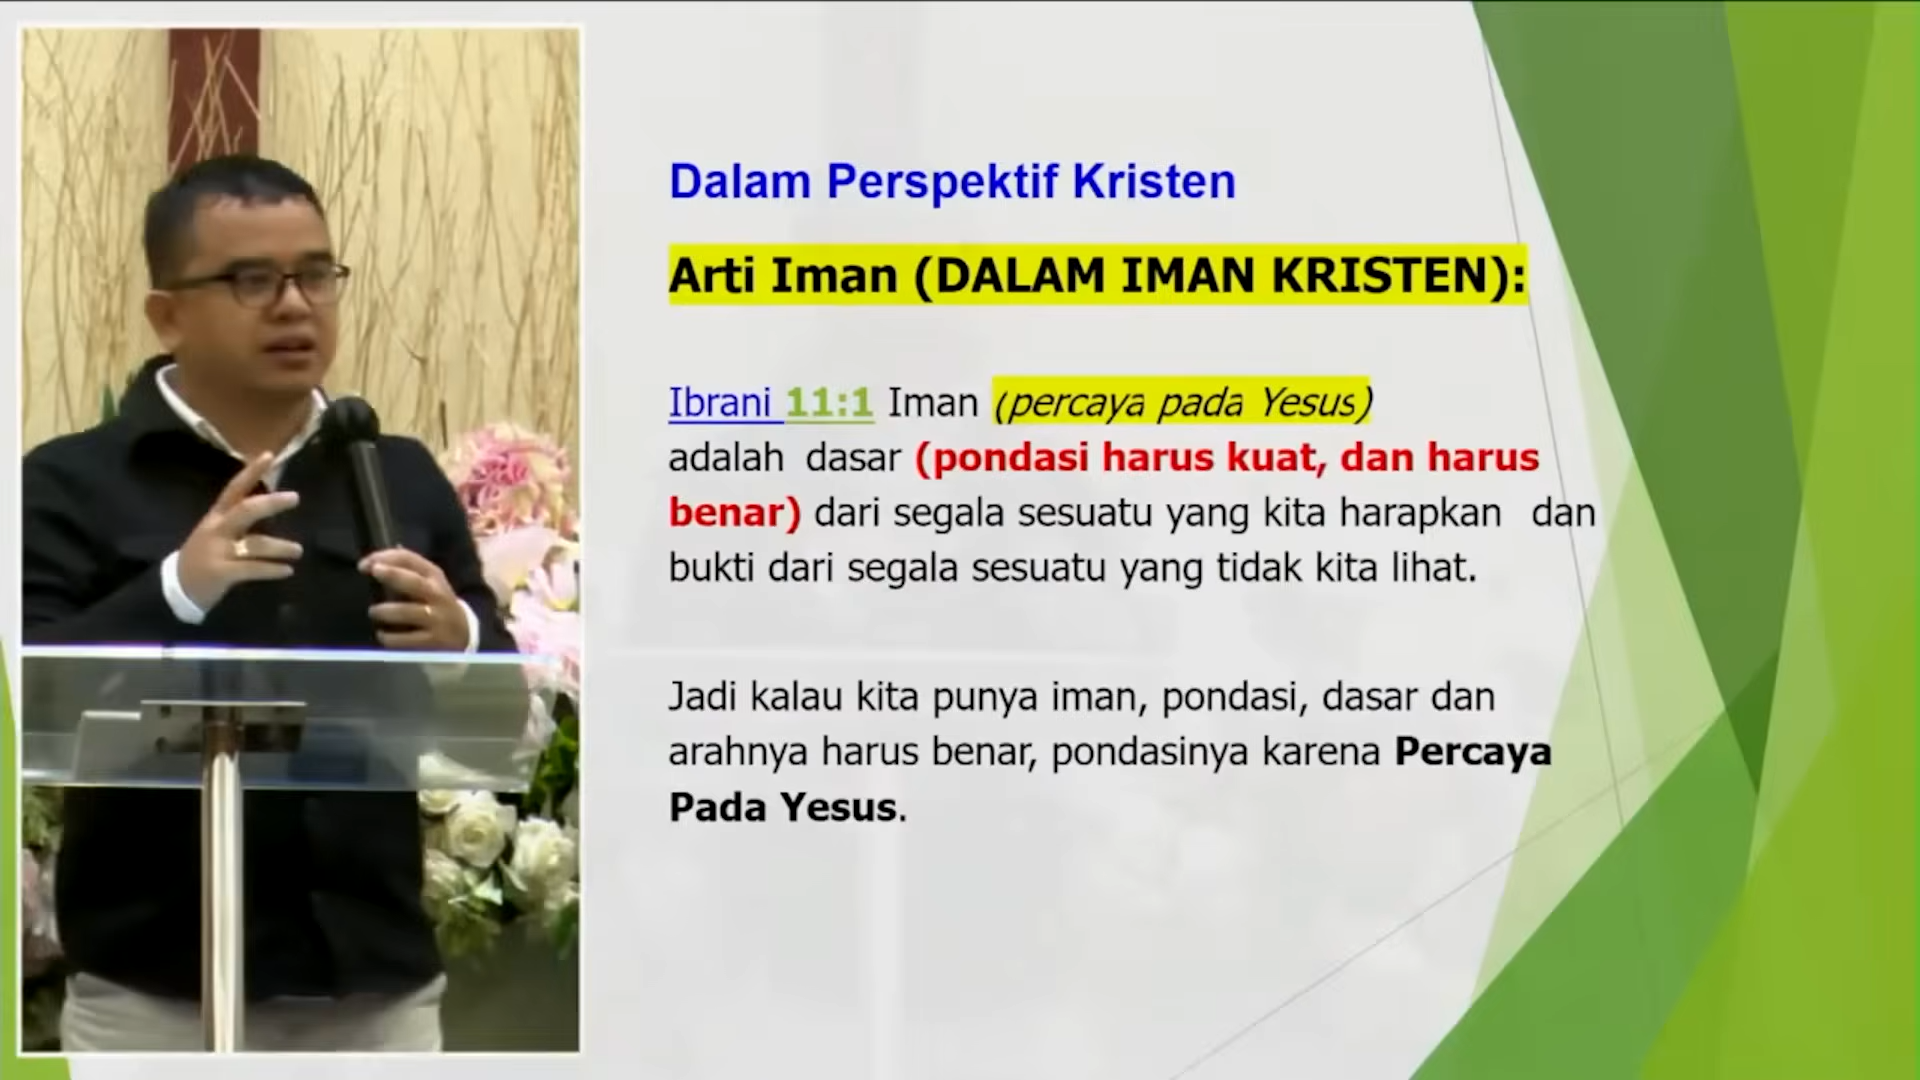 Dalam Perspektif Kristen
Arti Iman (DALAM IMAN KRISTEN):
Ibrani 11:1 Iman (percaya pada Yesus)
adalah dasar (pondasi harus kuat, dan harus
benar) dari segala sesuatu yang kita harapkan dan
bukti dari segala sesuatu yang tidak kita lihat.
Jadi kalau kita punya iman, pondasi, dasar dan
arahnya harus benar, pondasinya karena Percaya
Pada Yesus.